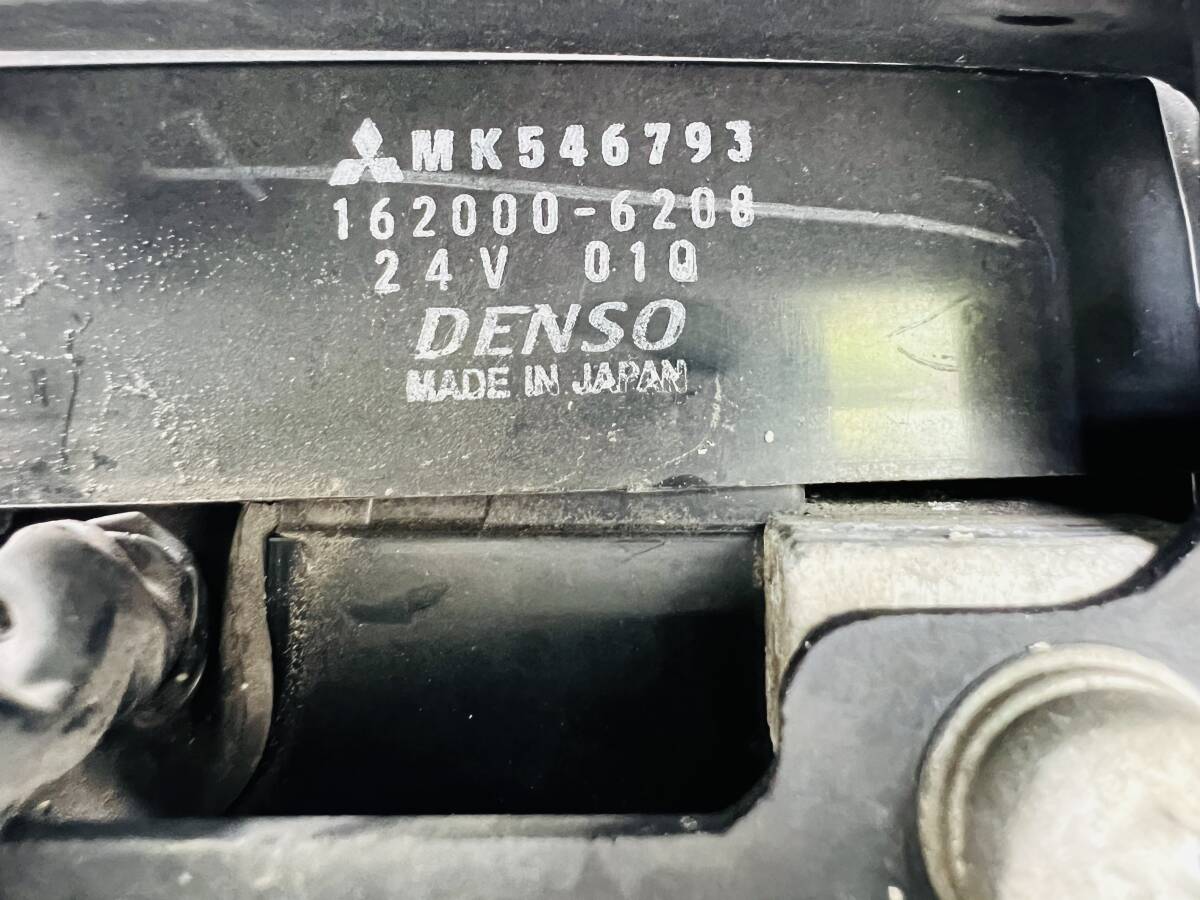 MK546793
162000-6208
24V 01Q
DENSO
MADE IN JAPAN